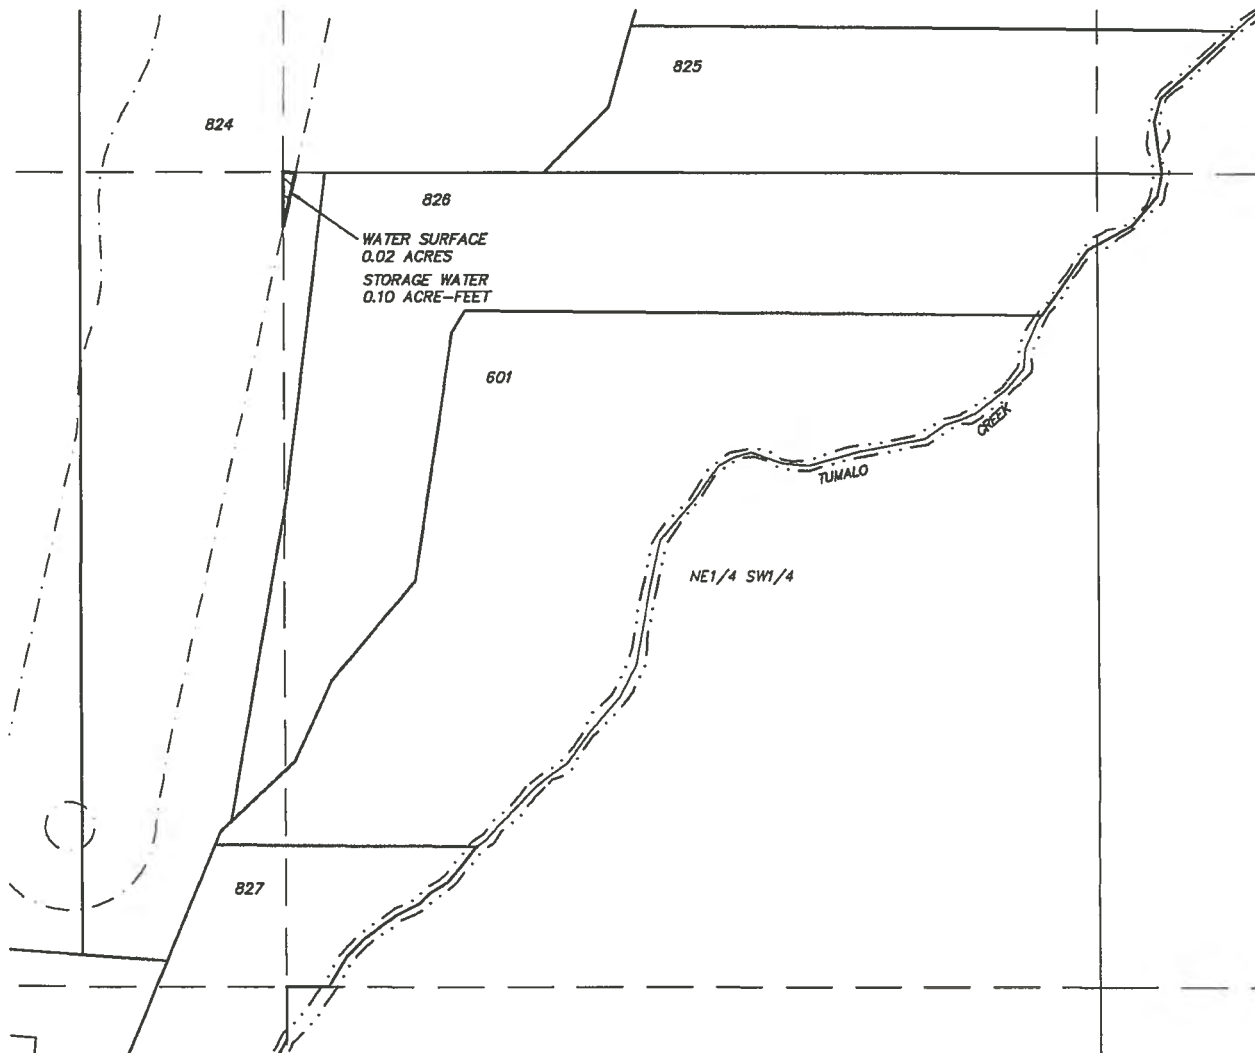 825
824
826
WATER SURFACE
0.02 ACRES
STORAGE WATER
0.10 ACRE-FEET
601
CREEK
TUMALO
NE1/4 SW1/4
827